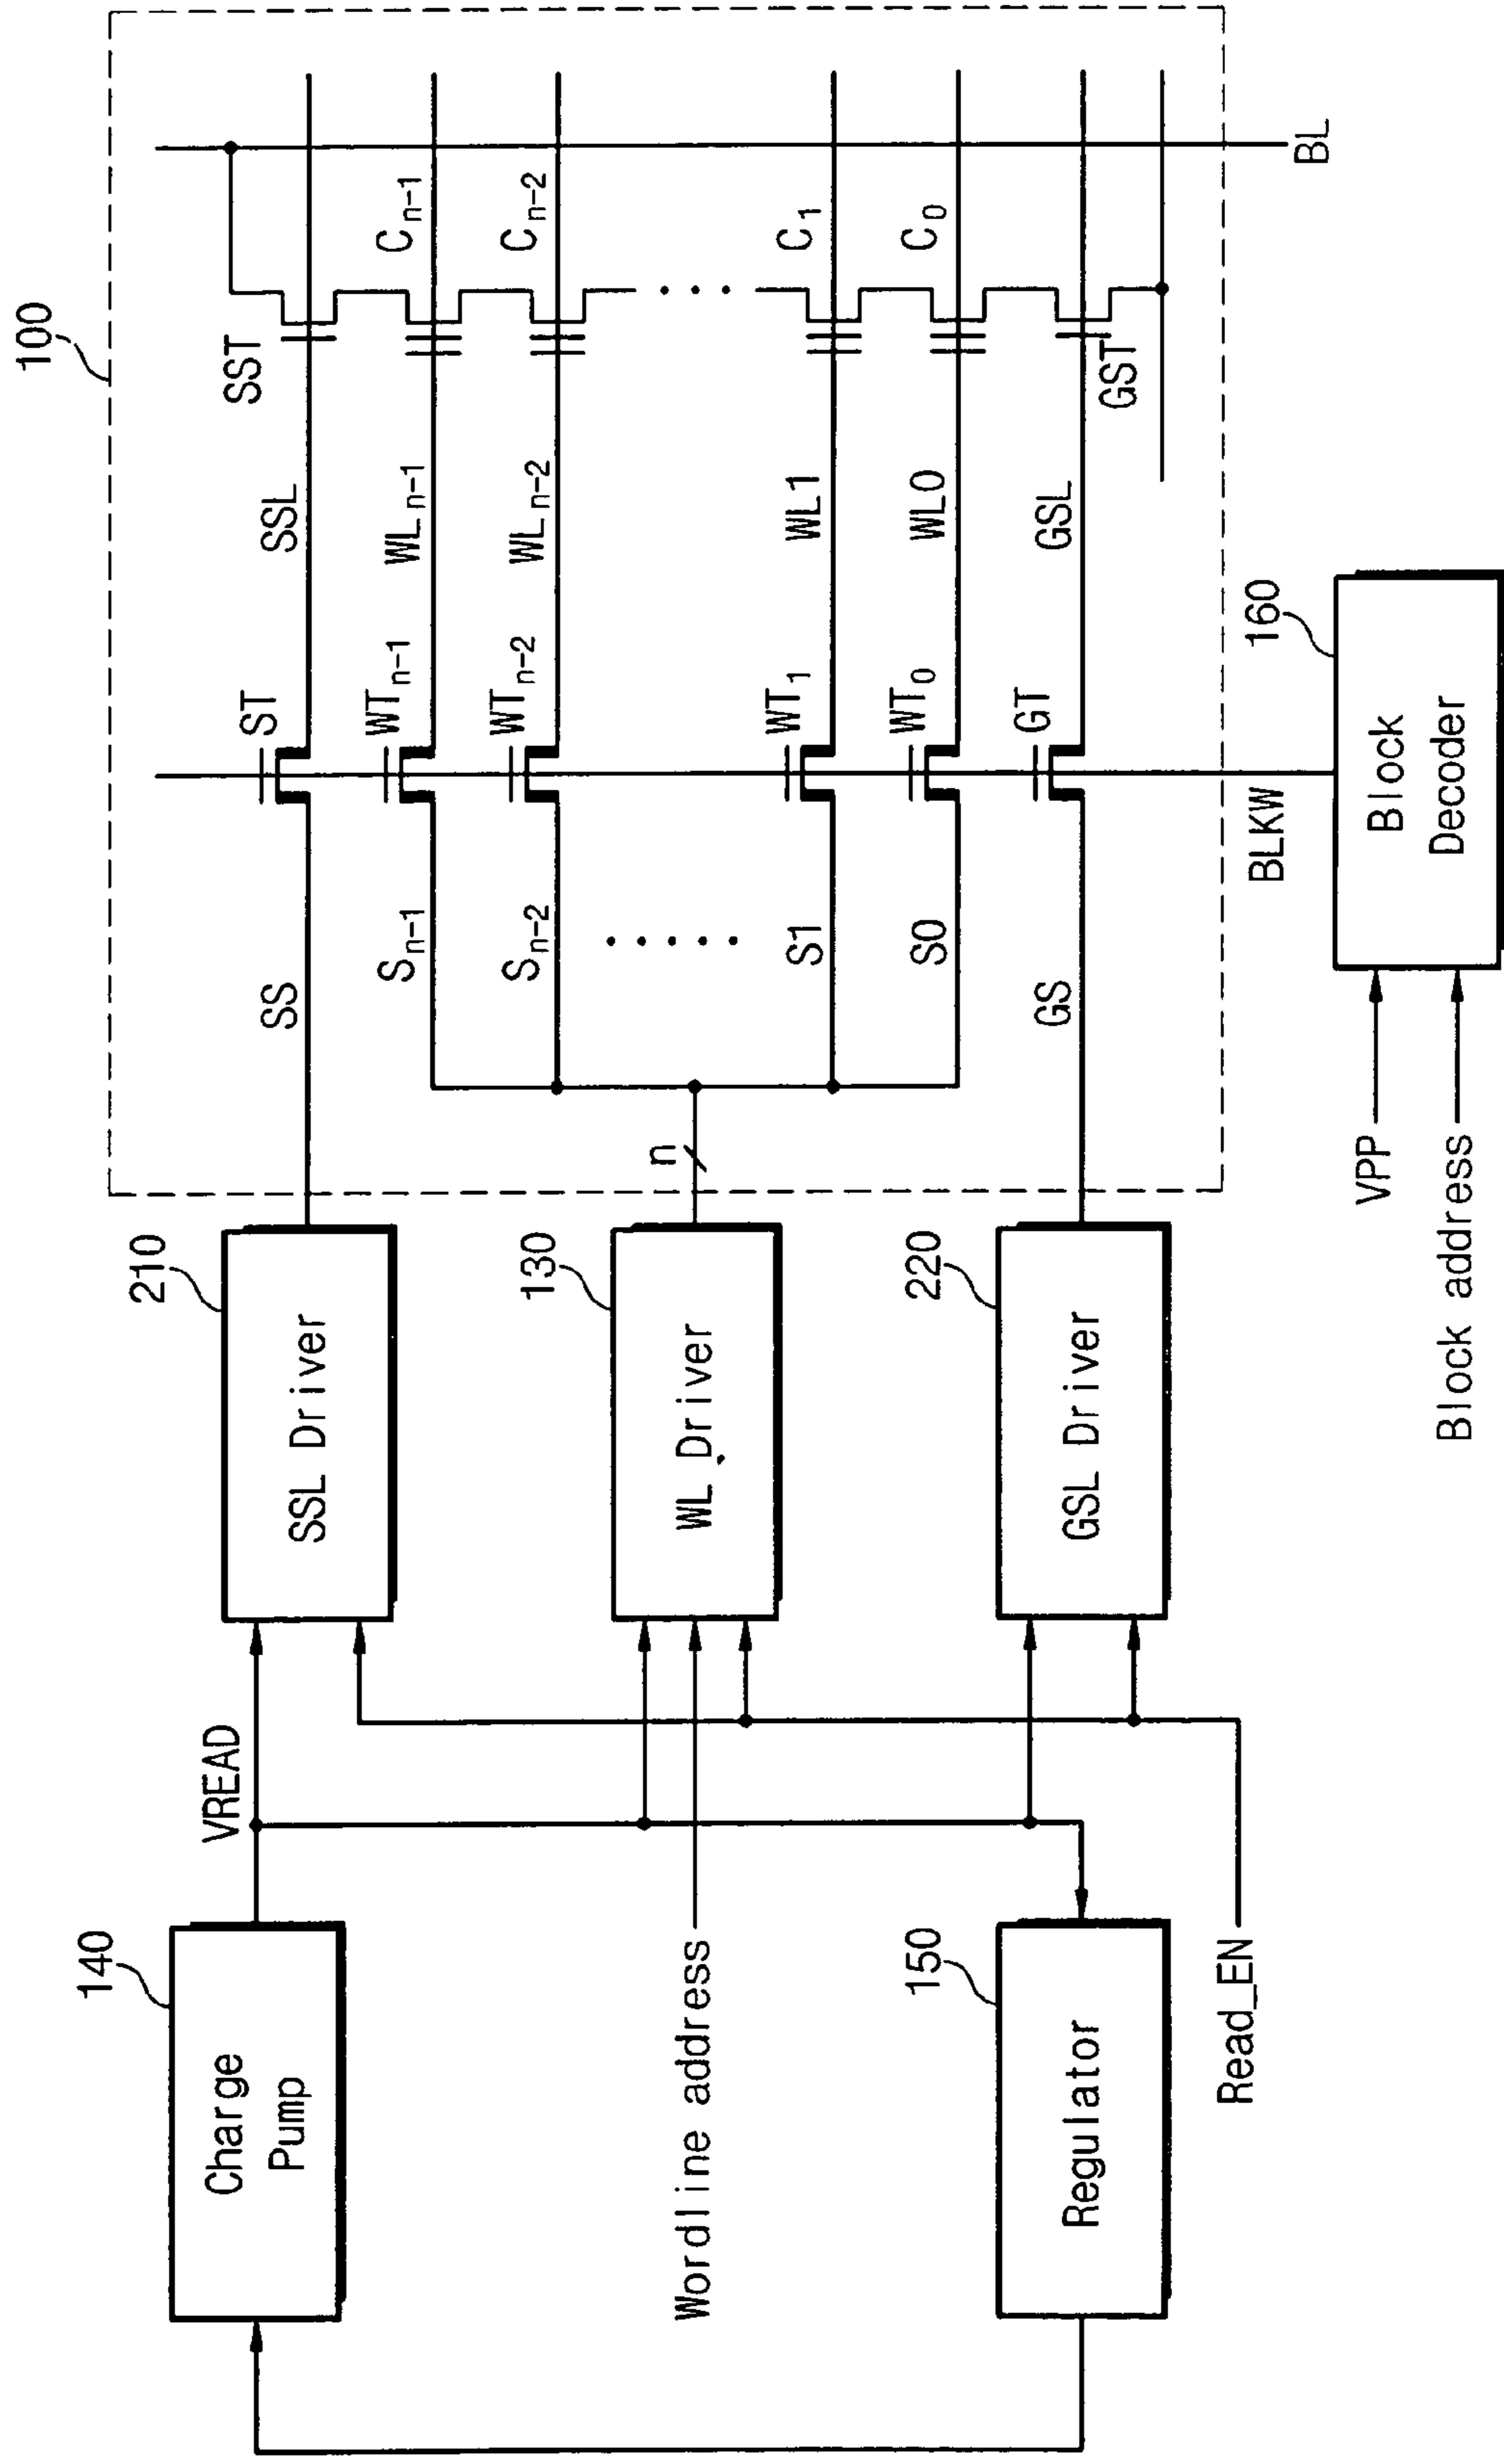 100
SST
SSL
ST
SS
210
SSL Driver
VREAD
140
Charge
Pump
C n-1
WL n-1
WT n-1
S n-1
C n-2
WL n-2
WT n-2
S n-2
n
130
WL Driver
Wordline address
C 1
WL1
WT 1
S1
C 0
WL0
WT 0
S0
GST
GSL
GT
GS
220
GSL Driver
150
Regulator
Read_EN
BL
BLKW
160
Block
Decoder
VPP
Block address